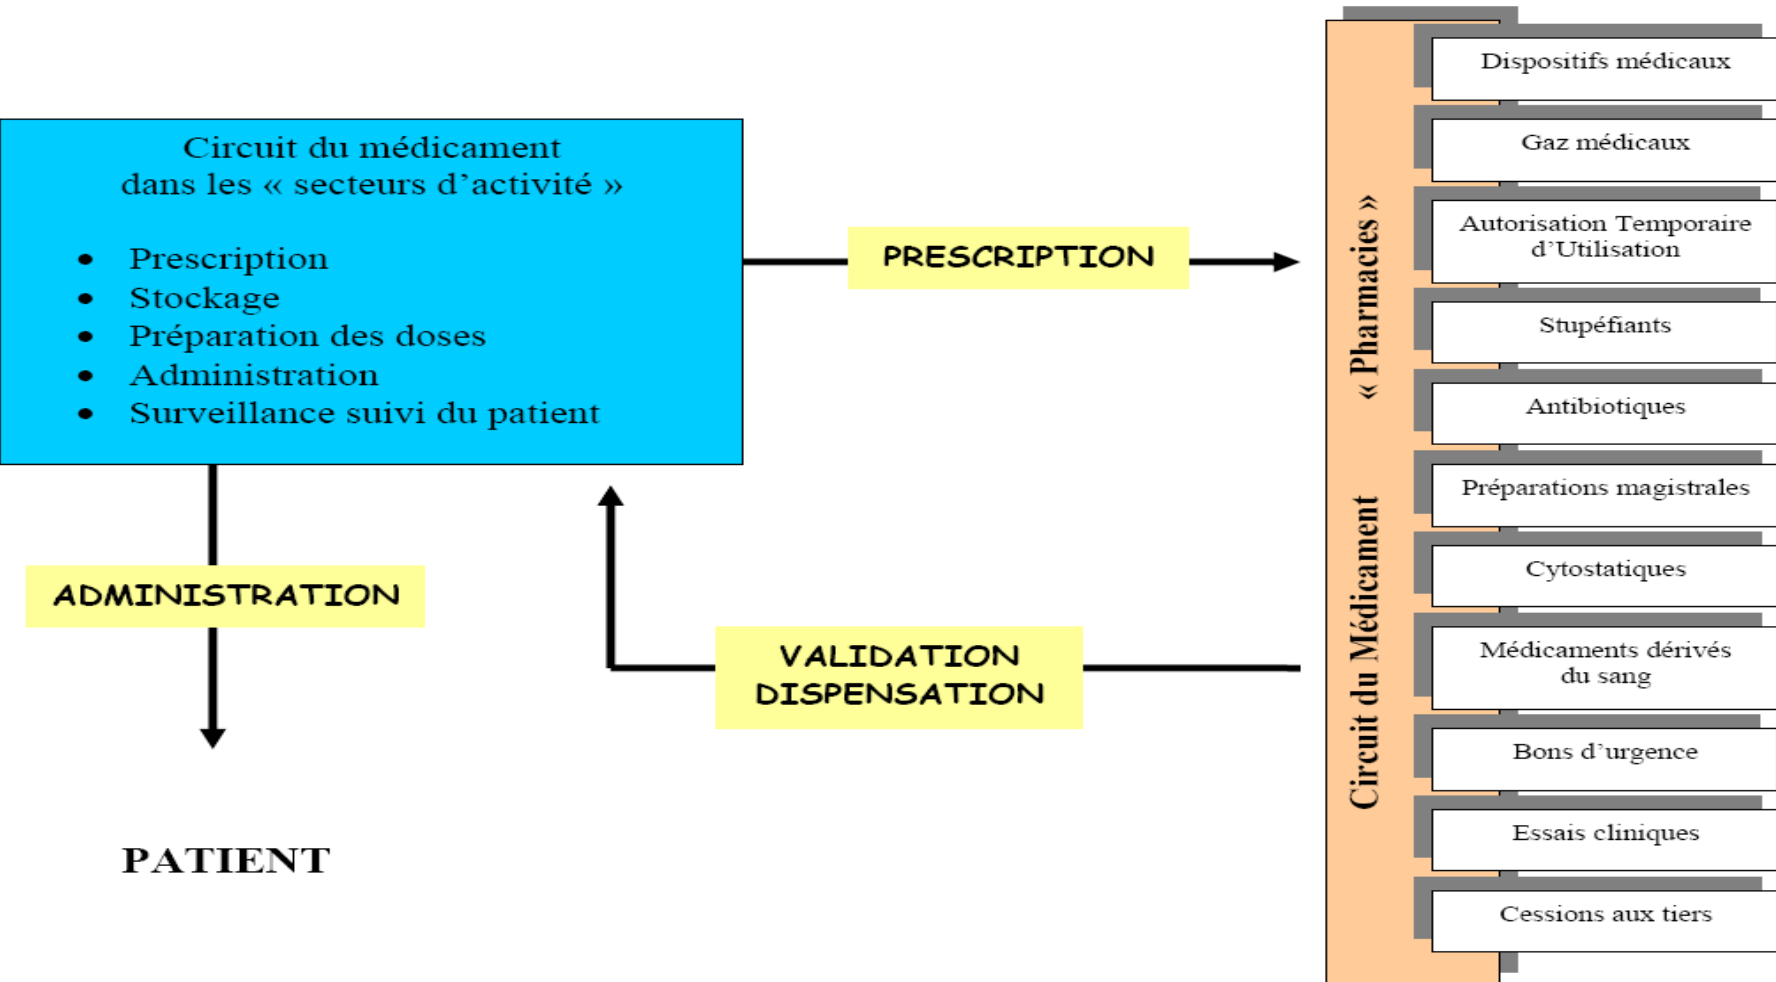 Circuit du médicament
dans les « secteurs d’activité »
• Prescription
• Stockage
• Préparation des doses
• Administration
• Surveillance suivi du patient
PRESCRIPTION
ADMINISTRATION
VALIDATION
DISPENSATION
PATIENT
Circuit du Médicament « Pharmacies »
Dispositifs médicaux
Gaz médicaux
Autorisation Temporaire
d’Utilisation
Stupéfiants
Antibiotiques
Préparations magistrales
Cytostatiques
Médicaments dérivés
du sang
Bons d’urgence
Essais cliniques
Cessions aux tiers